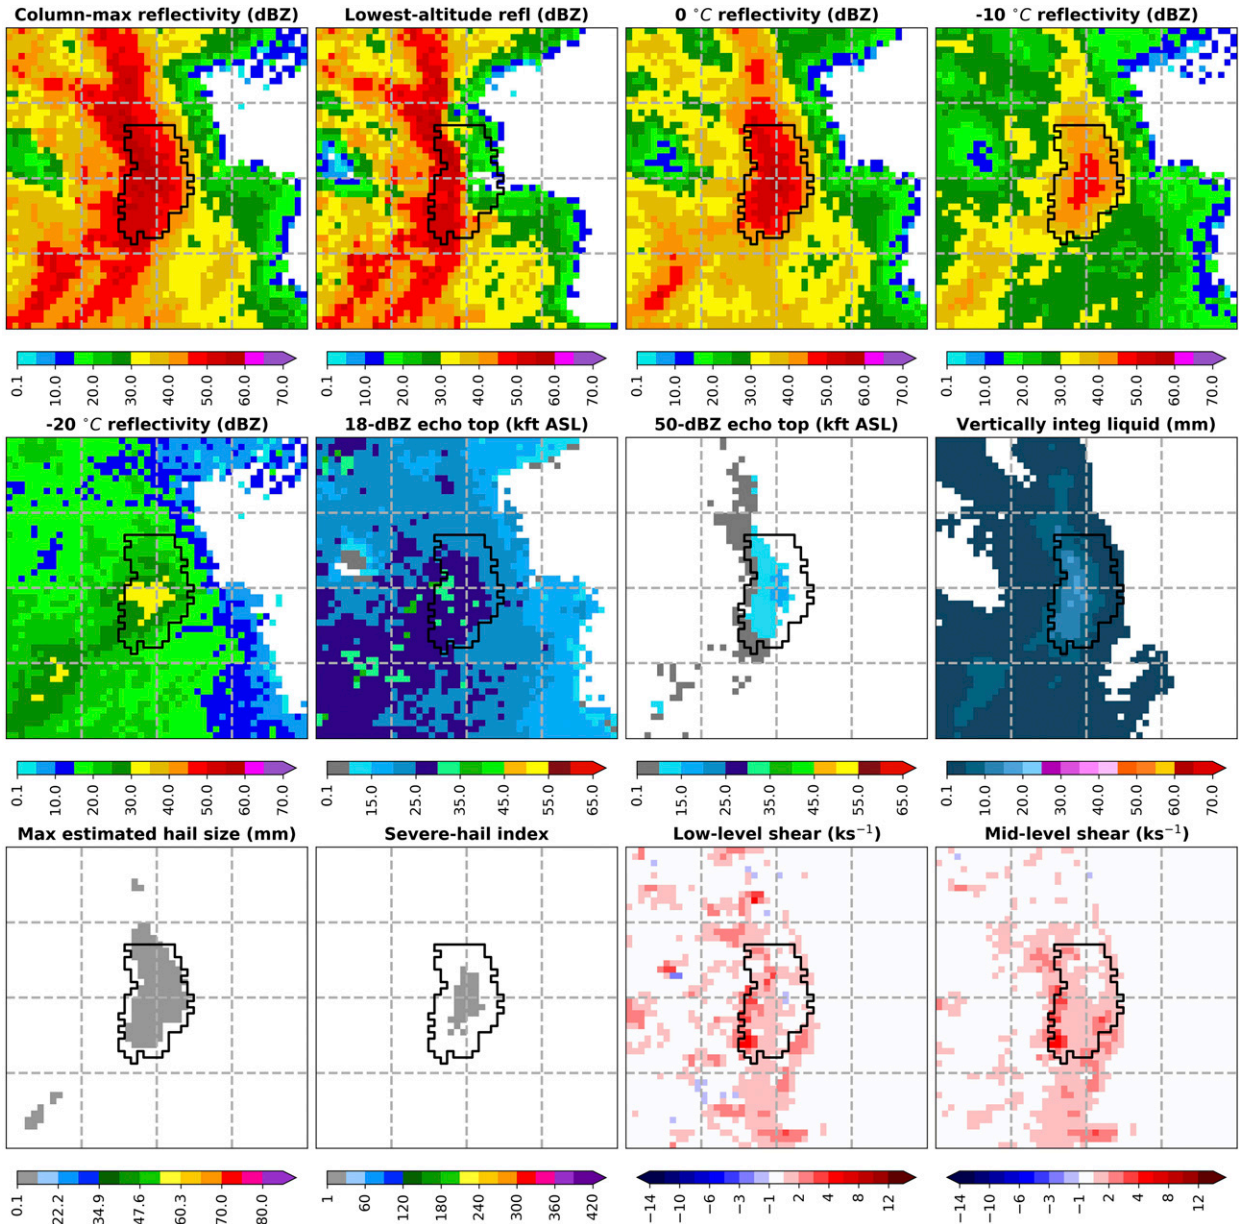 Column-max reflectivity (dBZ) Lowest-altitude refl (dBZ) 0 °C reflectivity (dBZ) -10 °C reflectivity (dBZ)
0.1 10.0 20.0 30.0 40.0 50.0 60.0 70.0 0.1 10.0 20.0 30.0 40.0 50.0 60.0 70.0 0.1 10.0 20.0 30.0 40.0 50.0 60.0 70.0 0.1 10.0 20.0 30.0 40.0 50.0 60.0 70.0
-20 °C reflectivity (dBZ) 18-dBZ echo top (kft ASL) 50-dBZ echo top (kft ASL) Vertically integ liquid (mm)
0.1 10.0 20.0 30.0 40.0 50.0 60.0 70.0 0.1 15.0 25.0 35.0 45.0 55.0 65.0 0.1 15.0 25.0 35.0 45.0 55.0 65.0 0.1 10.0 20.0 30.0 40.0 50.0 60.0 70.0
Max estimated hail size (mm) Severe-hail index Low-level shear (ks⁻¹) Mid-level shear (ks⁻¹)
0.1 22.2 34.9 47.6 60.3 70.0 80.0 1 60 120 180 240 300 360 420 −14 −10 −6 −3 −1 2 4 8 12 −14 −10 −6 −3 −1 2 4 8 12